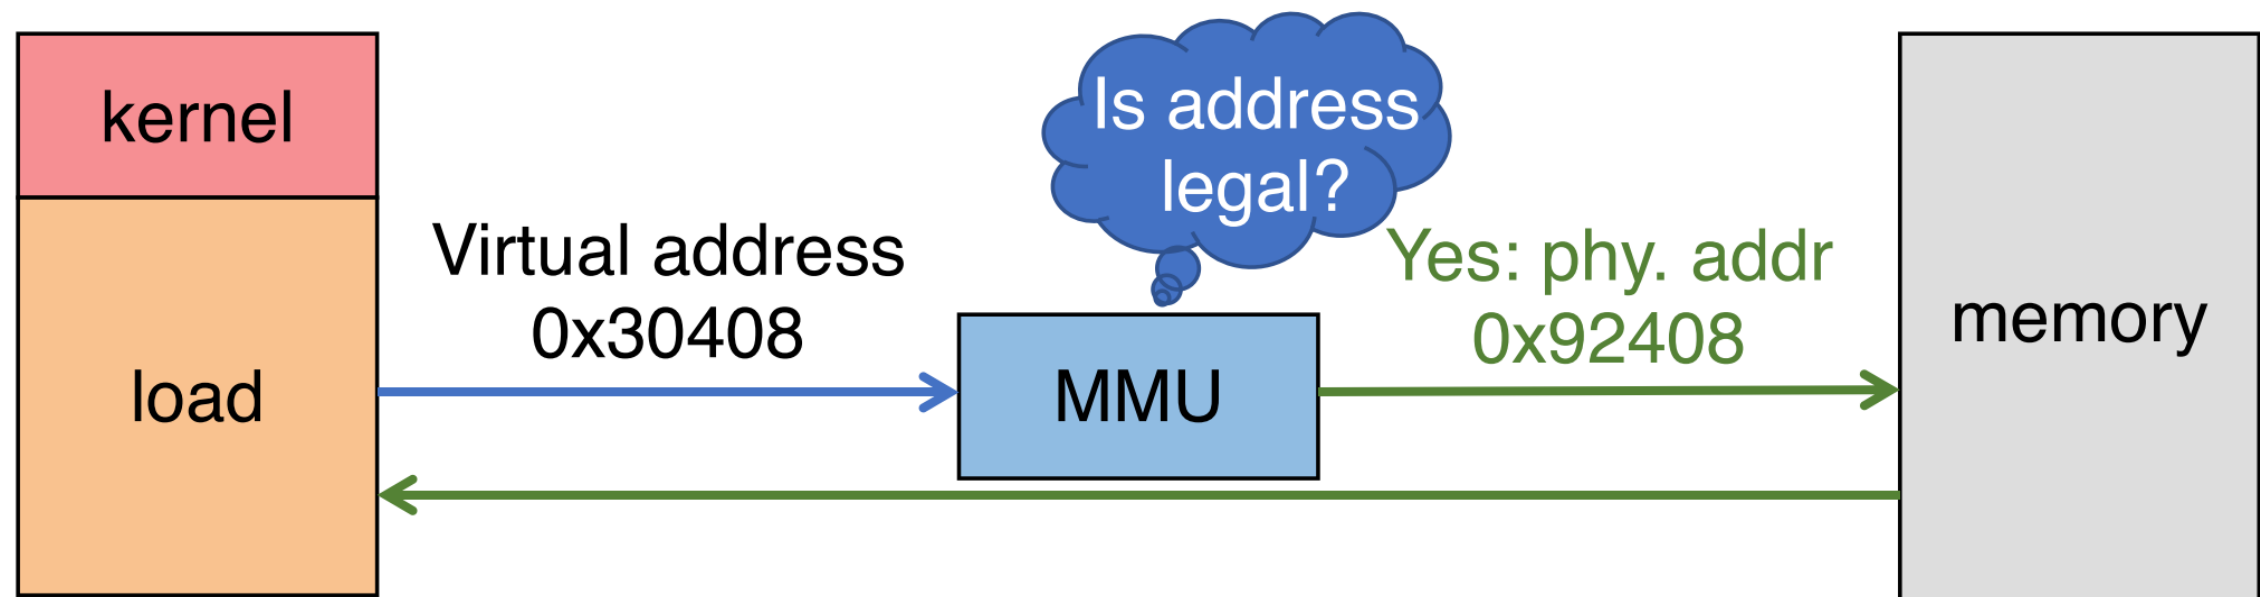 kernel
load
Virtual address
0x30408
Is address
legal?
MMU
Yes: phy. addr
0x92408
memory